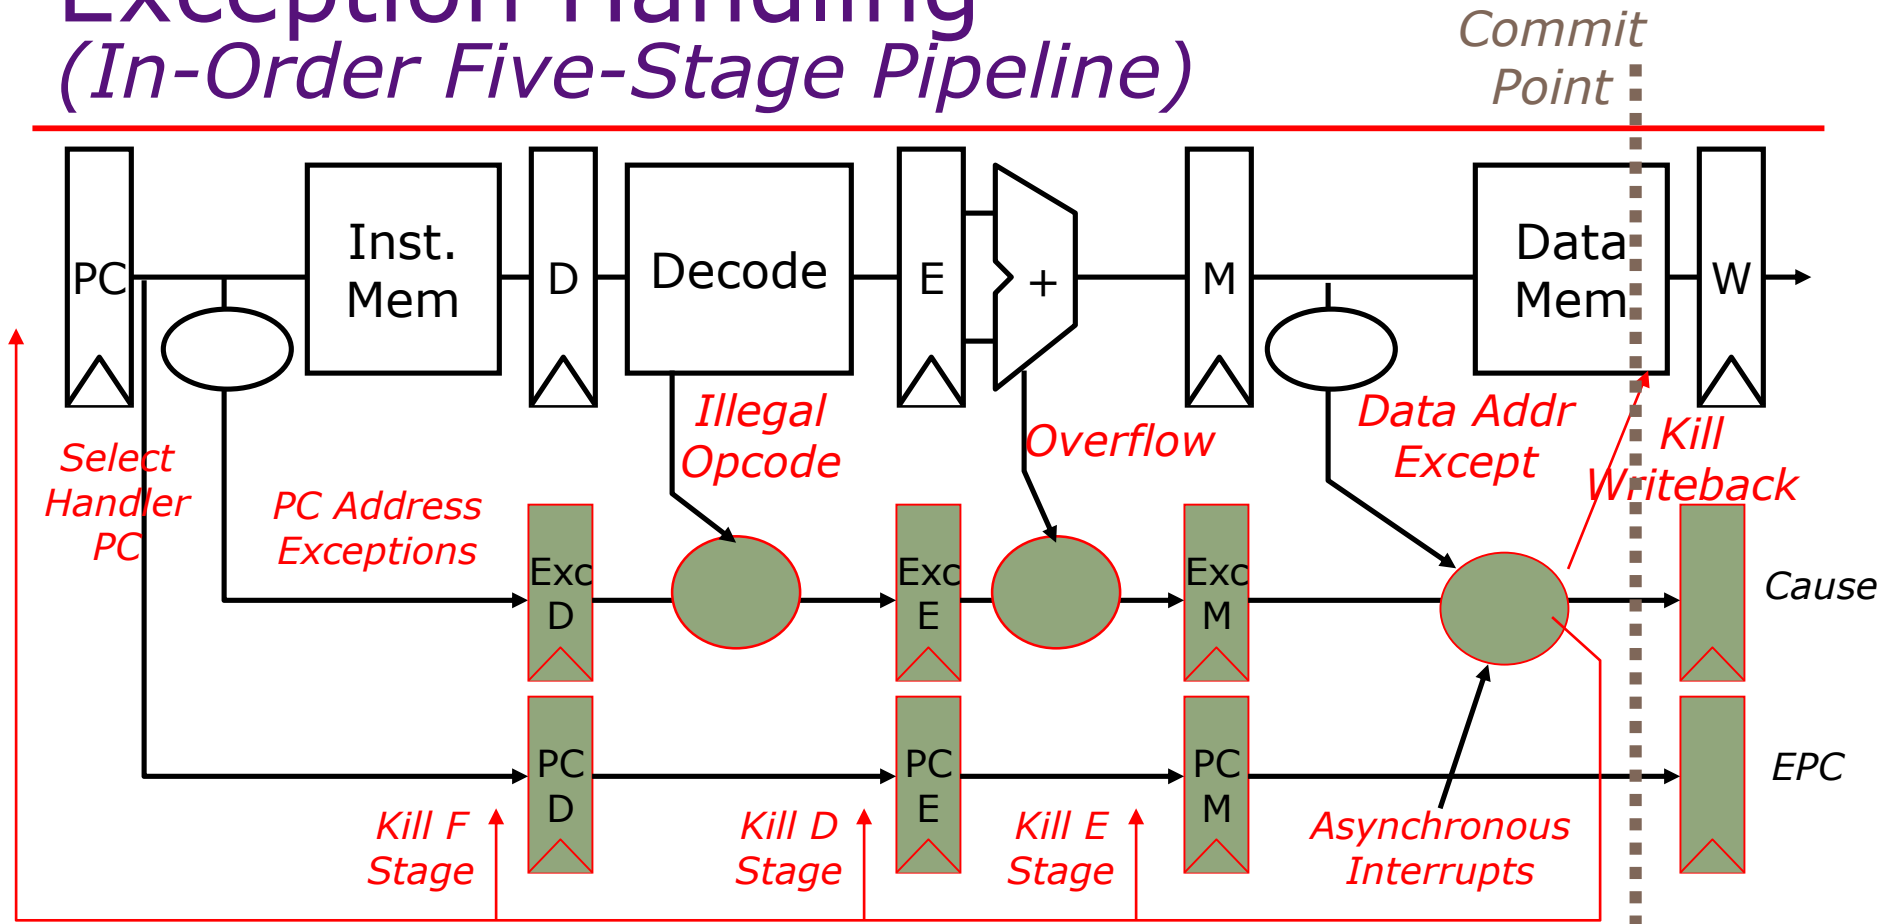 Exception Handling
(In-Order Five-Stage Pipeline)
Commit
Point
PC
Inst.
Mem
D
Decode
E
+
M
Data
Mem
W
Select
Handler
PC
PC Address
Exceptions
Illegal
Opcode
Overflow
Data Addr
Except
Kill
Writeback
Exc
D
Exc
E
Exc
M
Cause
PC
D
PC
E
PC
M
EPC
Kill F
Stage
Kill D
Stage
Kill E
Stage
Asynchronous
Interrupts